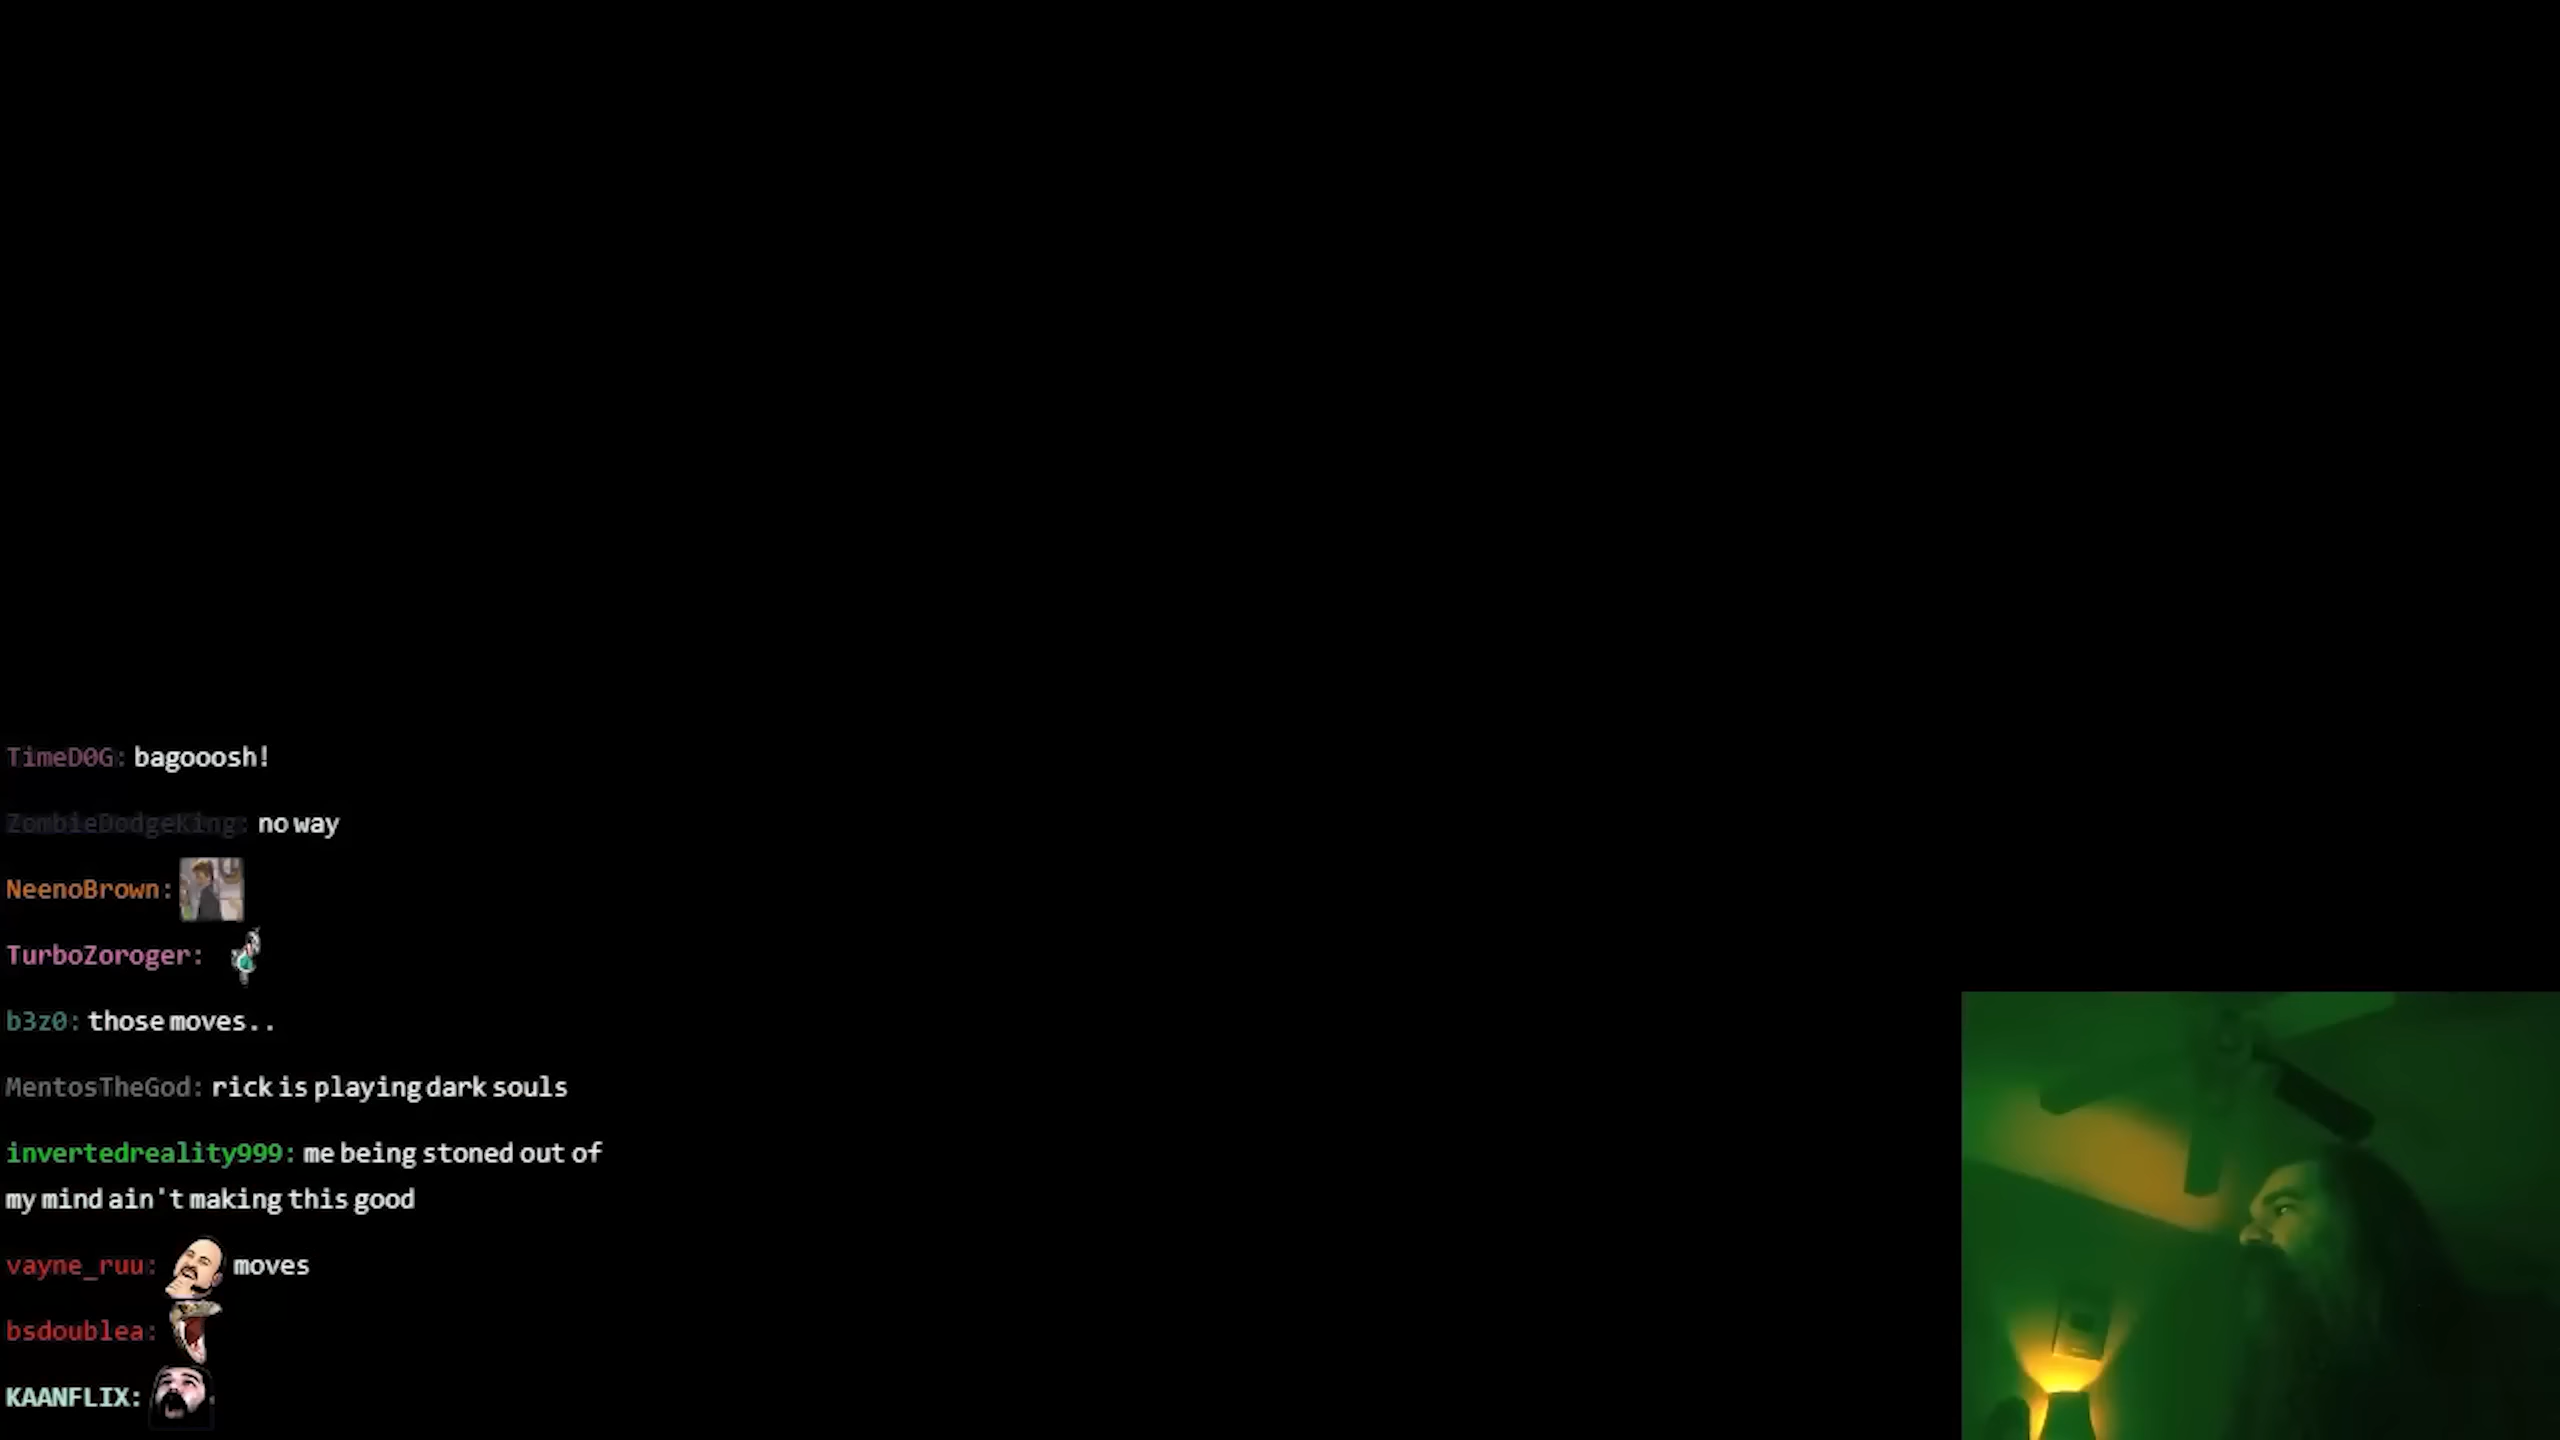 TimeD0G: bagooosh!
ZombieDodgeKing: no way
NeenoBrown:
TurboZoroger:
b3z0: those moves..
MentosTheGod: rick is playing dark souls
invertedreality999: me being stoned out of
my mind ain't making this good
vayne_ruu: moves
bsdoublea:
KAANFLIX: